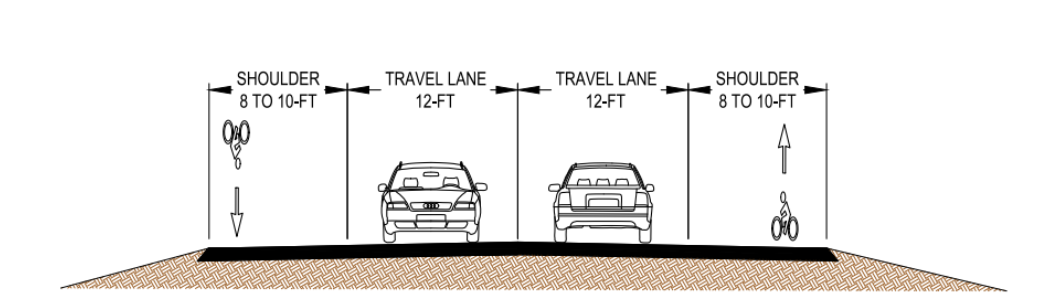 SHOULDER
8 TO 10-FT
TRAVEL LANE
12-FT
TRAVEL LANE
12-FT
SHOULDER
8 TO 10-FT